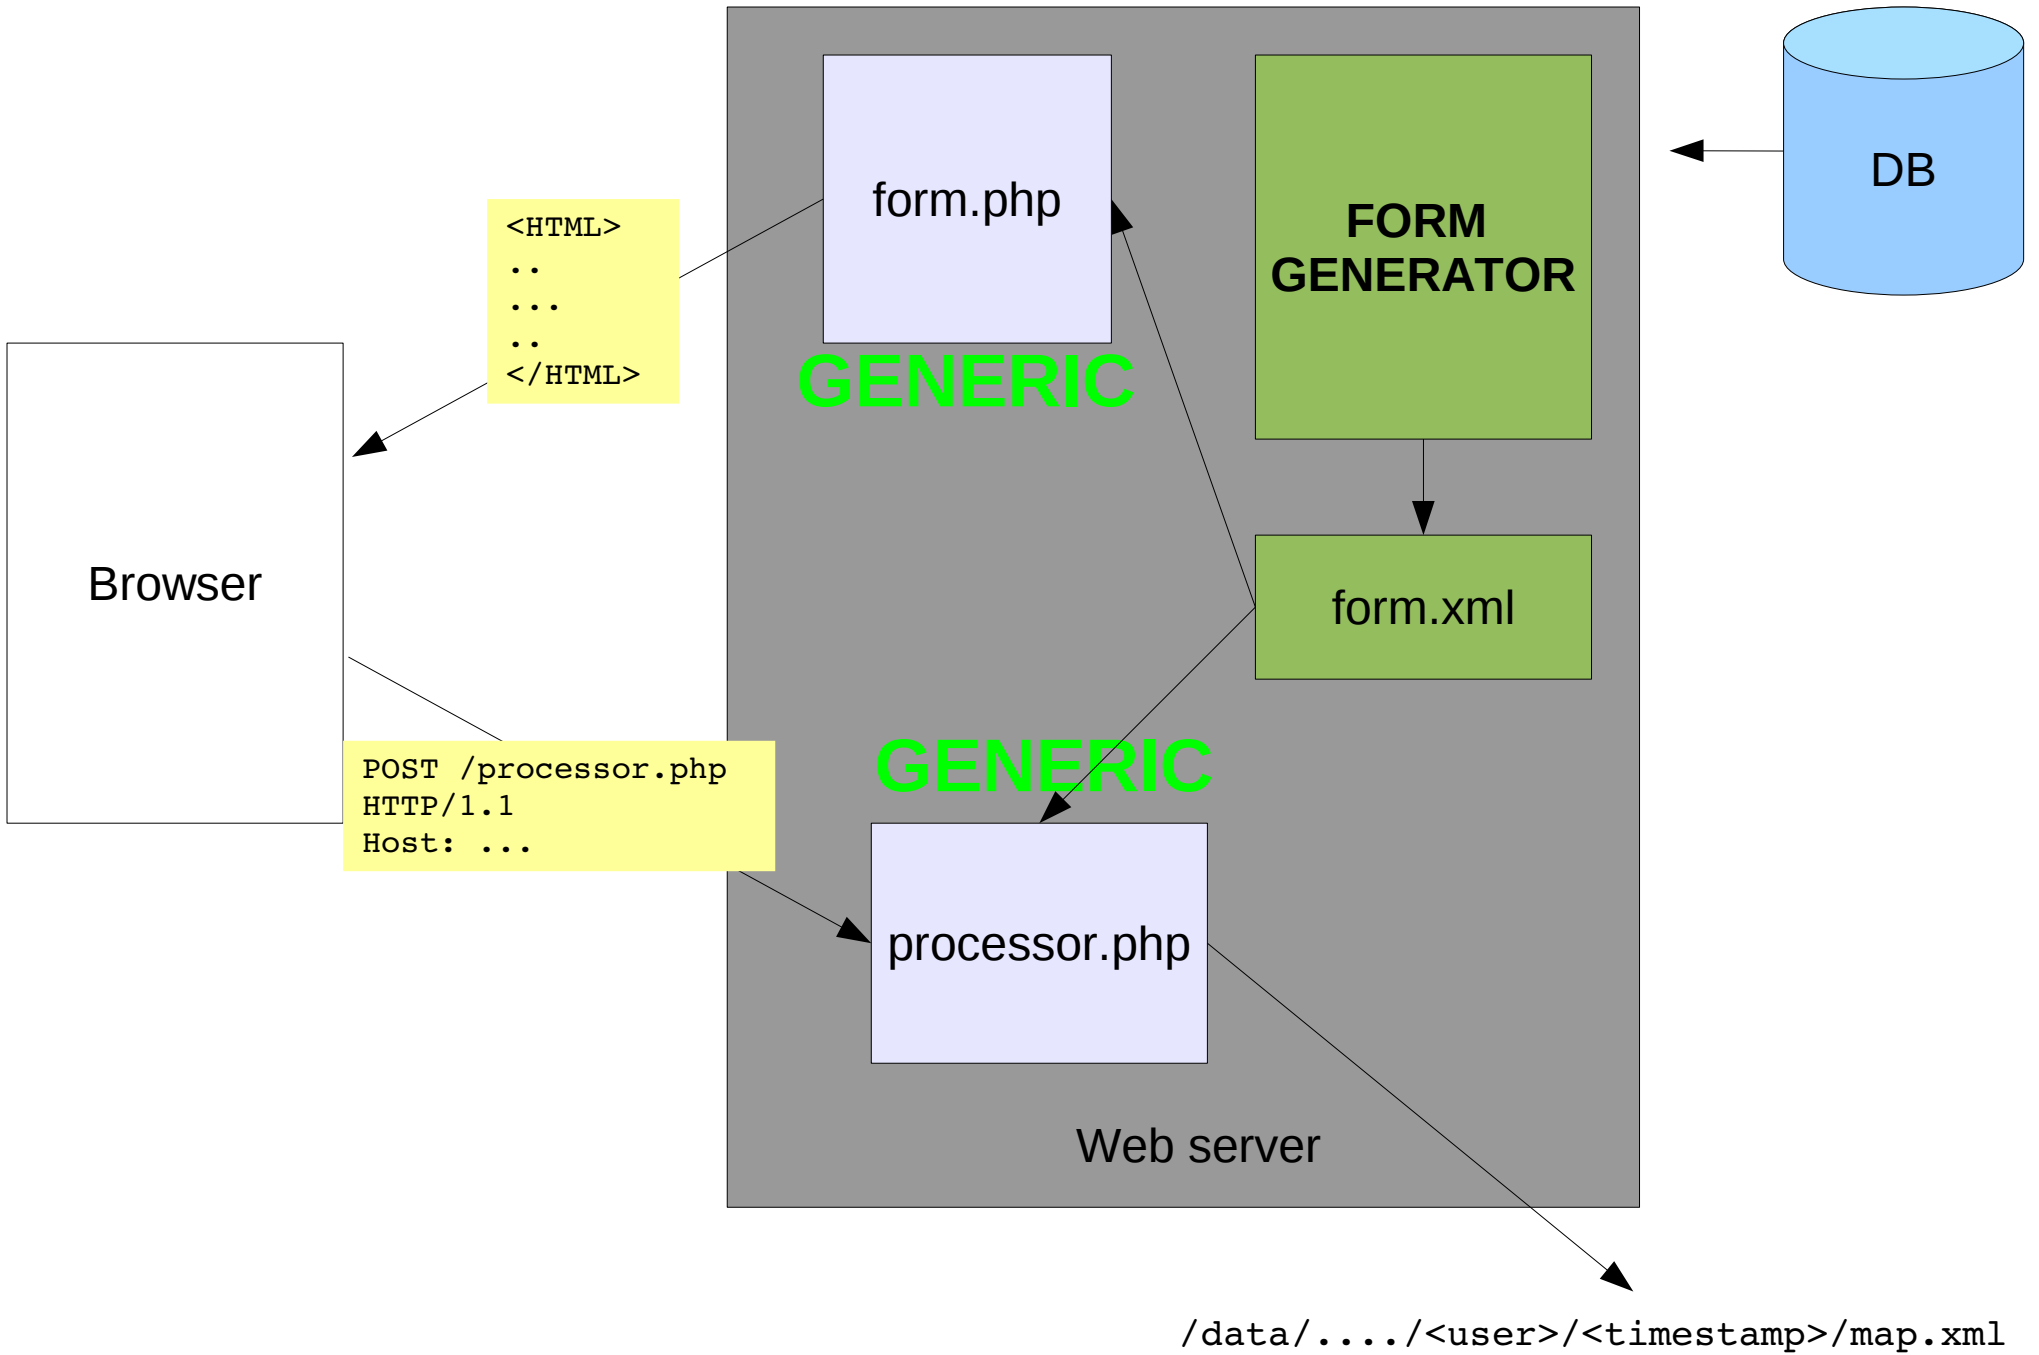 form.php
FORM
GENERATOR
DB
<HTML>
..
...
..
</HTML>
GENERIC
Browser
form.xml
GENERIC
POST /processor.php
HTTP/1.1
Host: ...
processor.php
Web server
/data/..../<user>/<timestamp>/map.xml